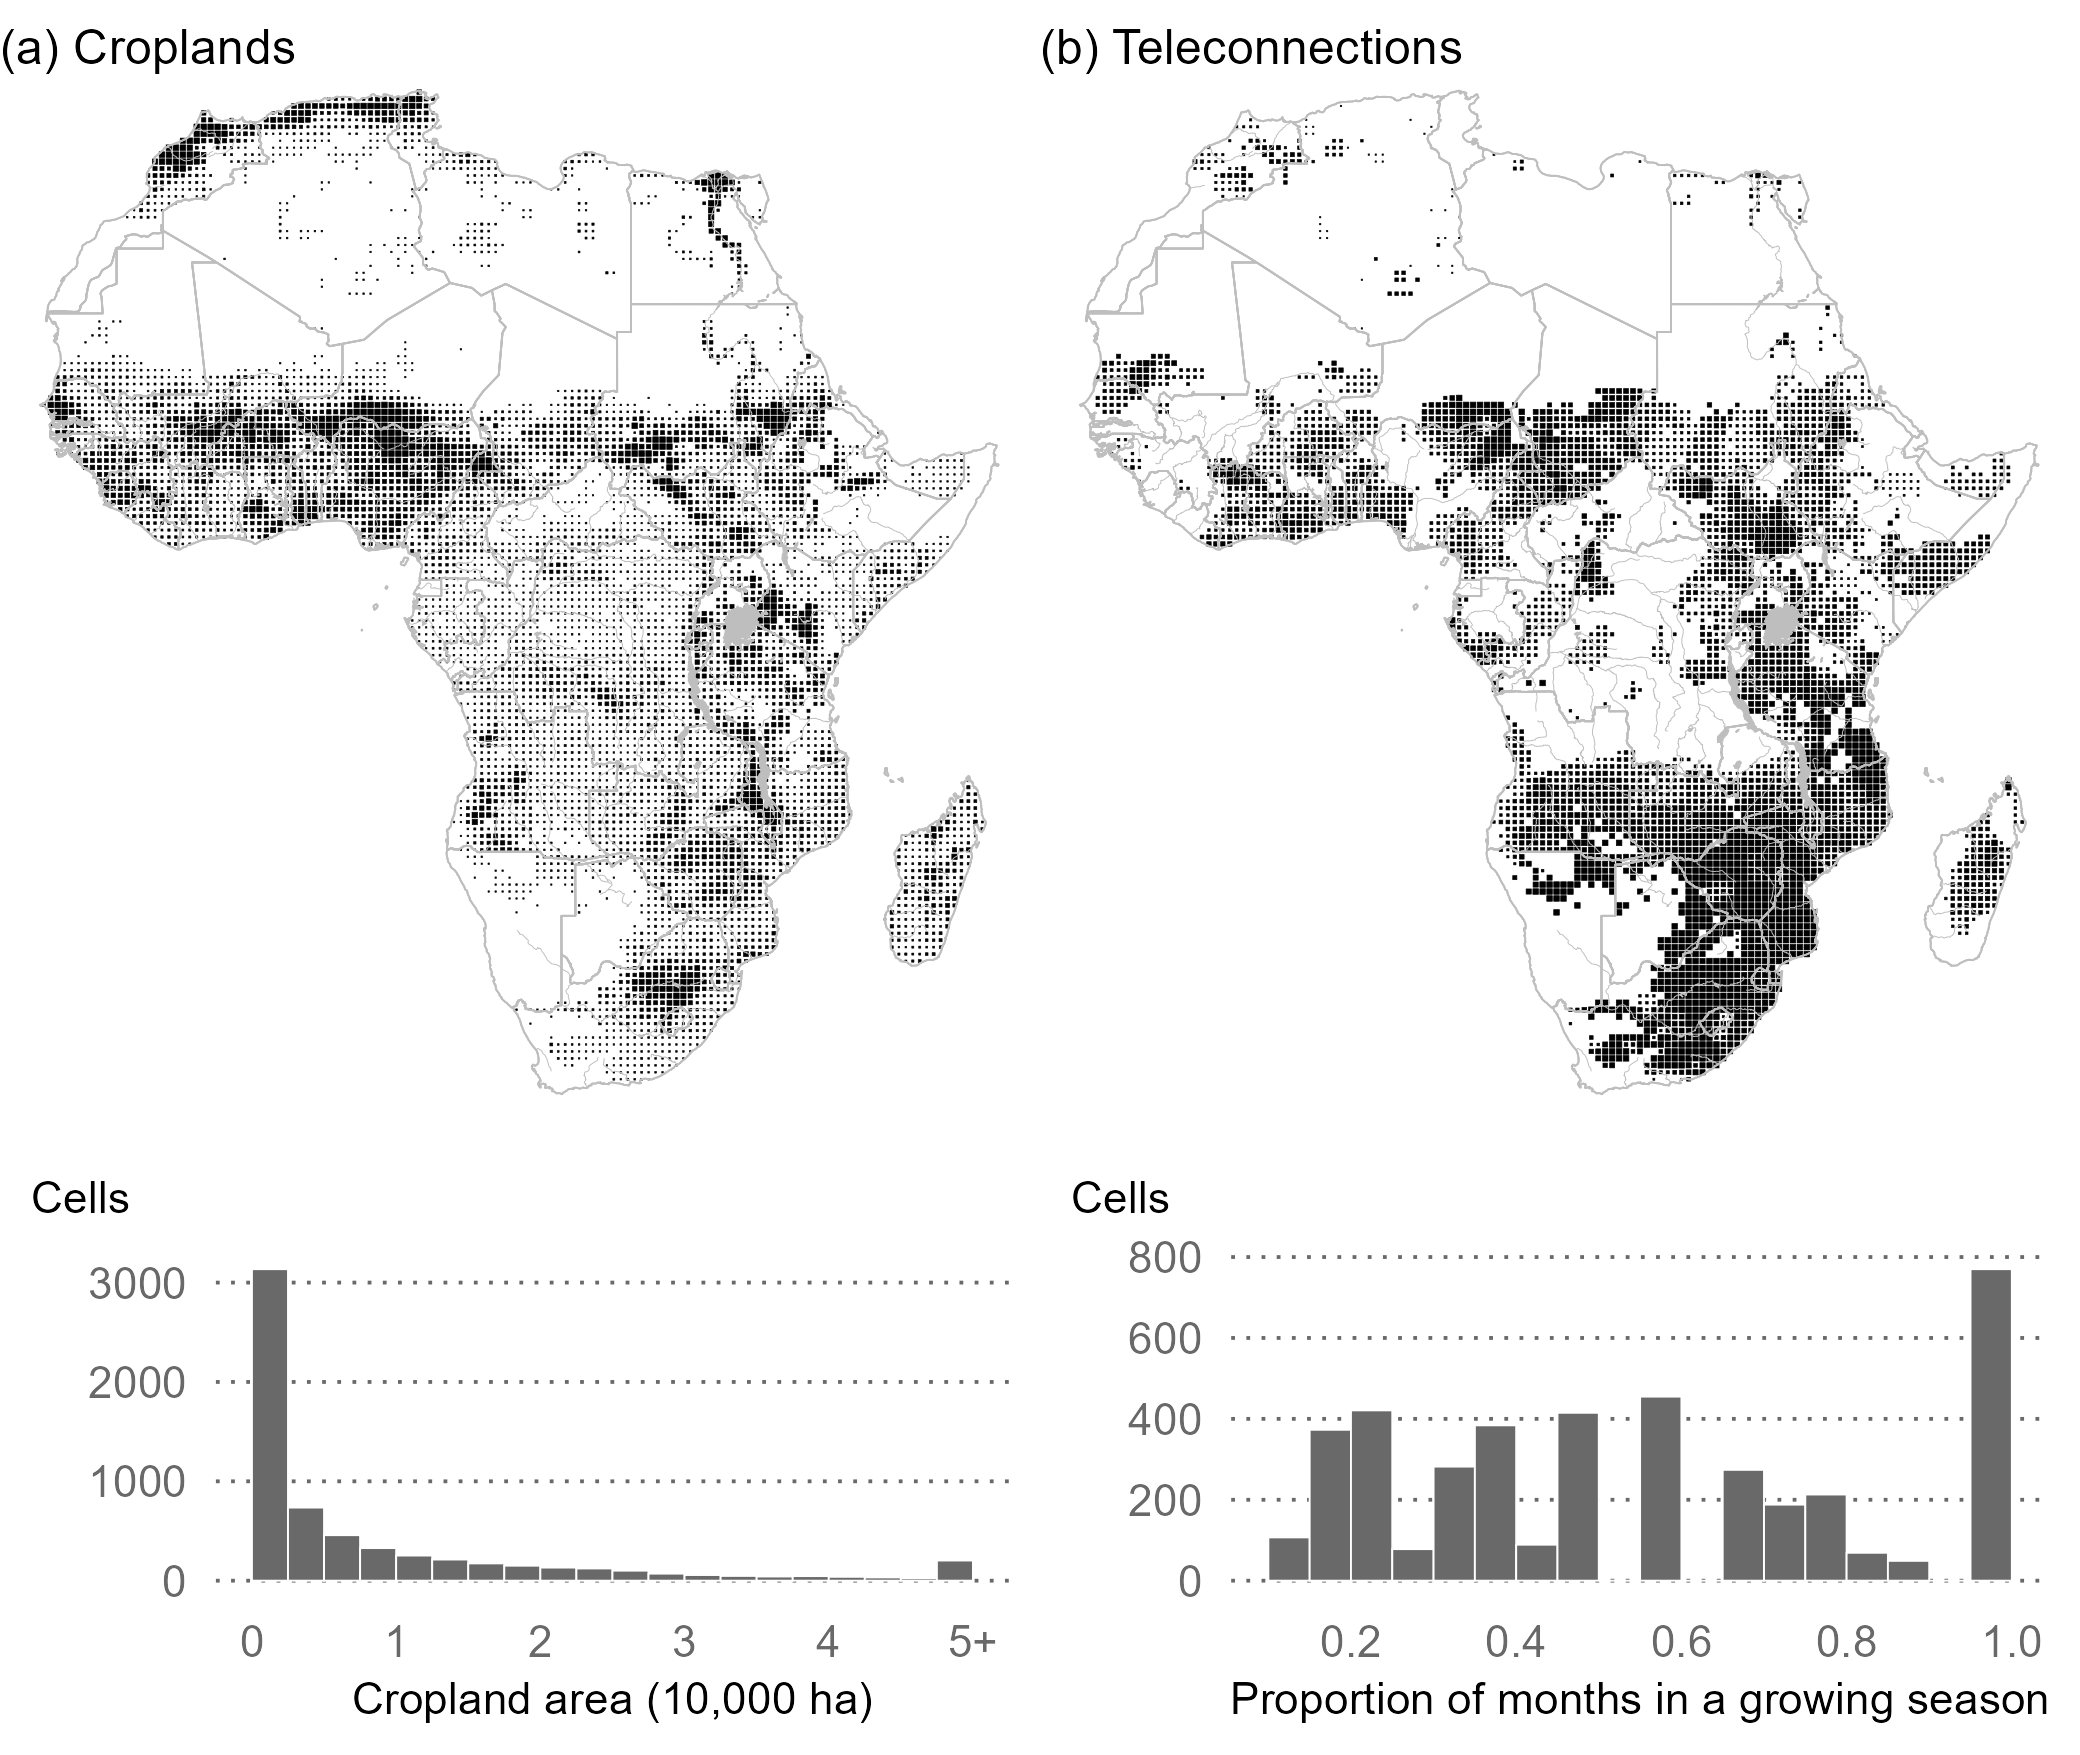 (a) Croplands
(b) Teleconnections
Cells
3000
2000
1000
0
0 1 2 3 4 5+
Cropland area (10,000 ha)
Cells
800
600
400
200
0
0.2 0.4 0.6 0.8 1.0
Proportion of months in a growing season